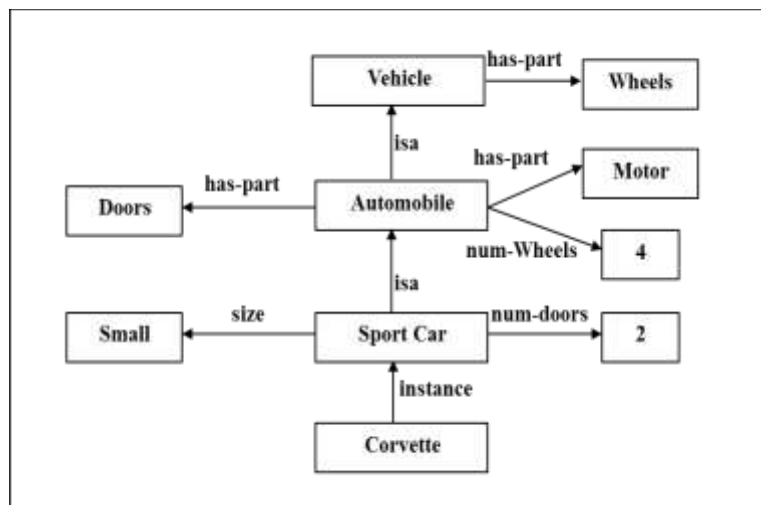 has-part
Vehicle
Wheels
isa
has-part
has-part
Motor
Doors
Automobile
num-Wheels
4
isa
size
num-doors
Small
Sport Car
2
instance
Corvette